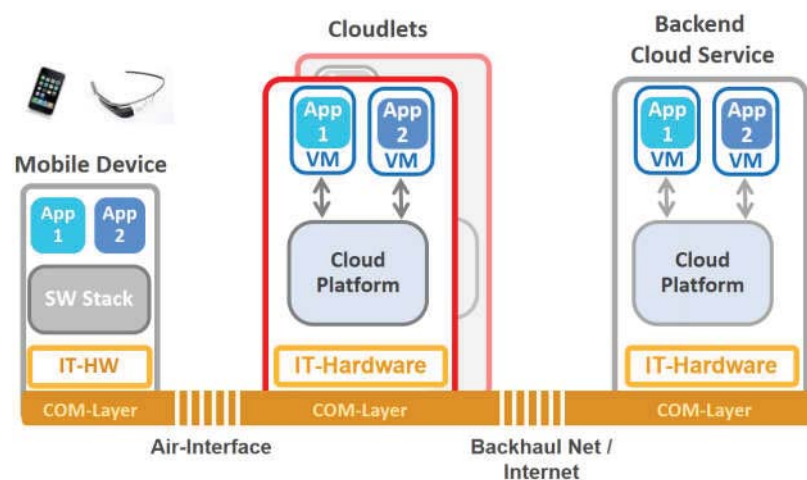 Cloudlets
Backend
Cloud Service
Mobile Device
App
1
App
2
SW Stack
IT-HW
COM-Layer
App
1
VM
App
2
VM
Cloud
Platform
IT-Hardware
COM-Layer
App
1
VM
App
2
VM
Cloud
Platform
IT-Hardware
COM-Layer
Air-Interface
Backhaul Net /
Internet